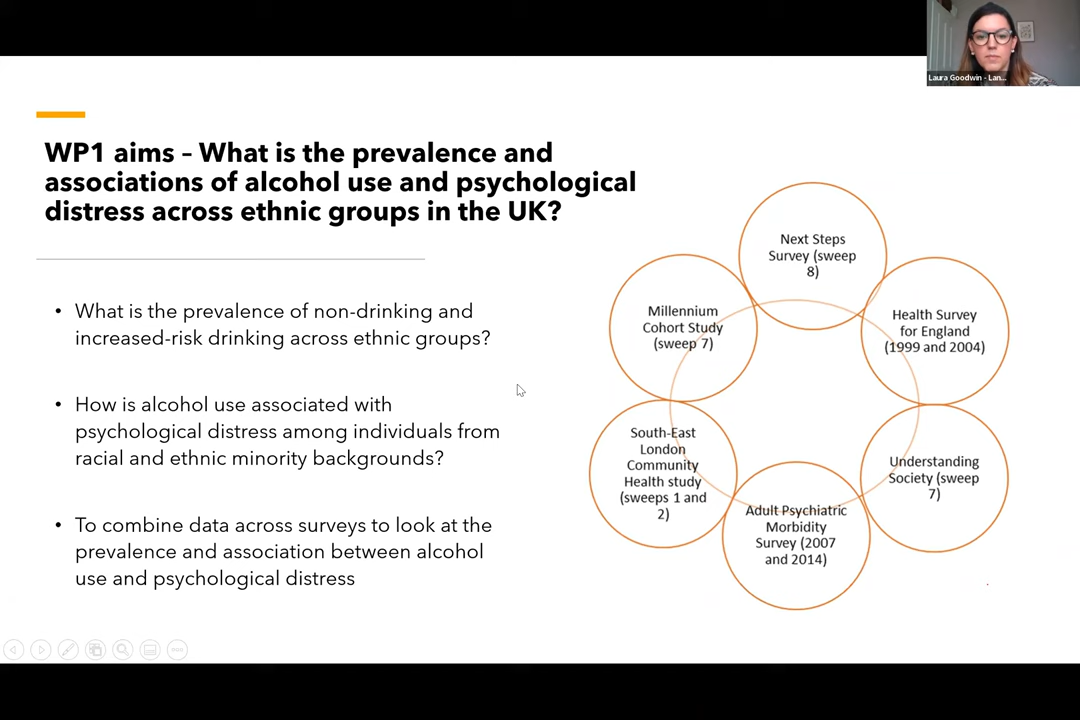 Laura Goodwin - Lan...
WP1 aims – What is the prevalence and
associations of alcohol use and psychological
distress across ethnic groups in the UK?
• What is the prevalence of non-drinking and
increased-risk drinking across ethnic groups?
• How is alcohol use associated with
psychological distress among individuals from
racial and ethnic minority backgrounds?
• To combine data across surveys to look at the
prevalence and association between alcohol
use and psychological distress
Next Steps
Survey (sweep
8)
Health Survey
for England
(1999 and 2004)
Understanding
Society (sweep
7)
Adult Psychiatric
Morbidity
Survey (2007
and 2014)
South-East
London
Community
Health study
(sweeps 1 and
2)
Millennium
Cohort Study
(sweep 7)